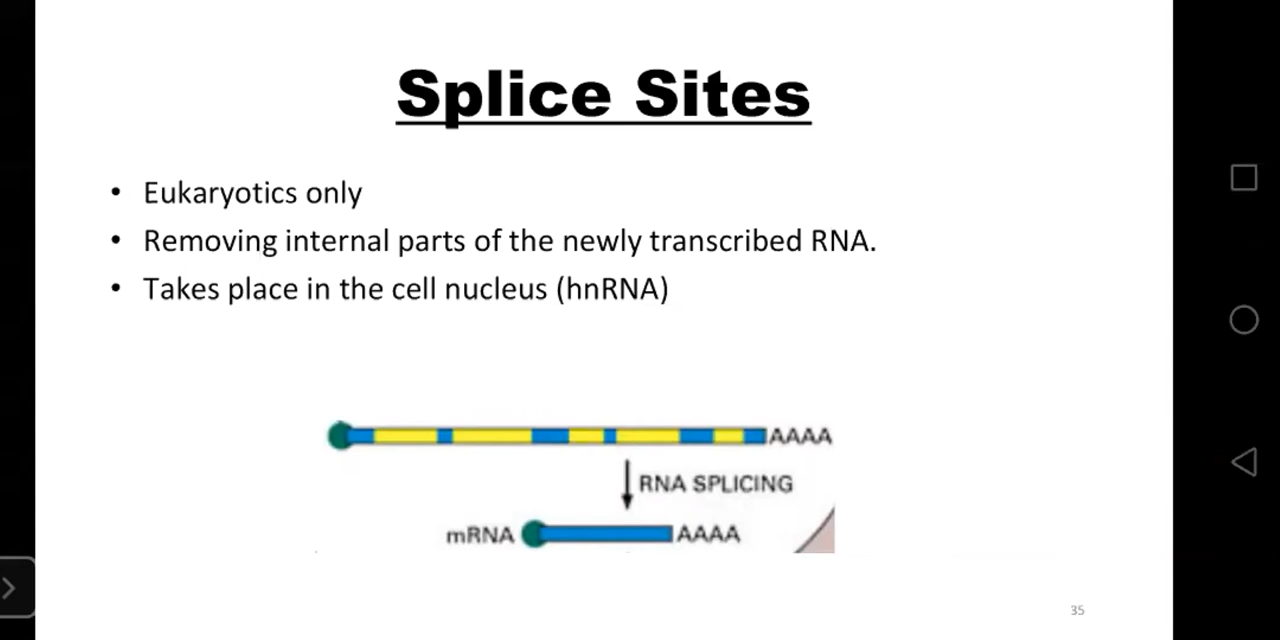 Splice Sites
• Eukaryotics only
• Removing internal parts of the newly transcribed RNA.
• Takes place in the cell nucleus (hnRNA)
AAAA
RNA SPLICING
mRNA AAAA
35